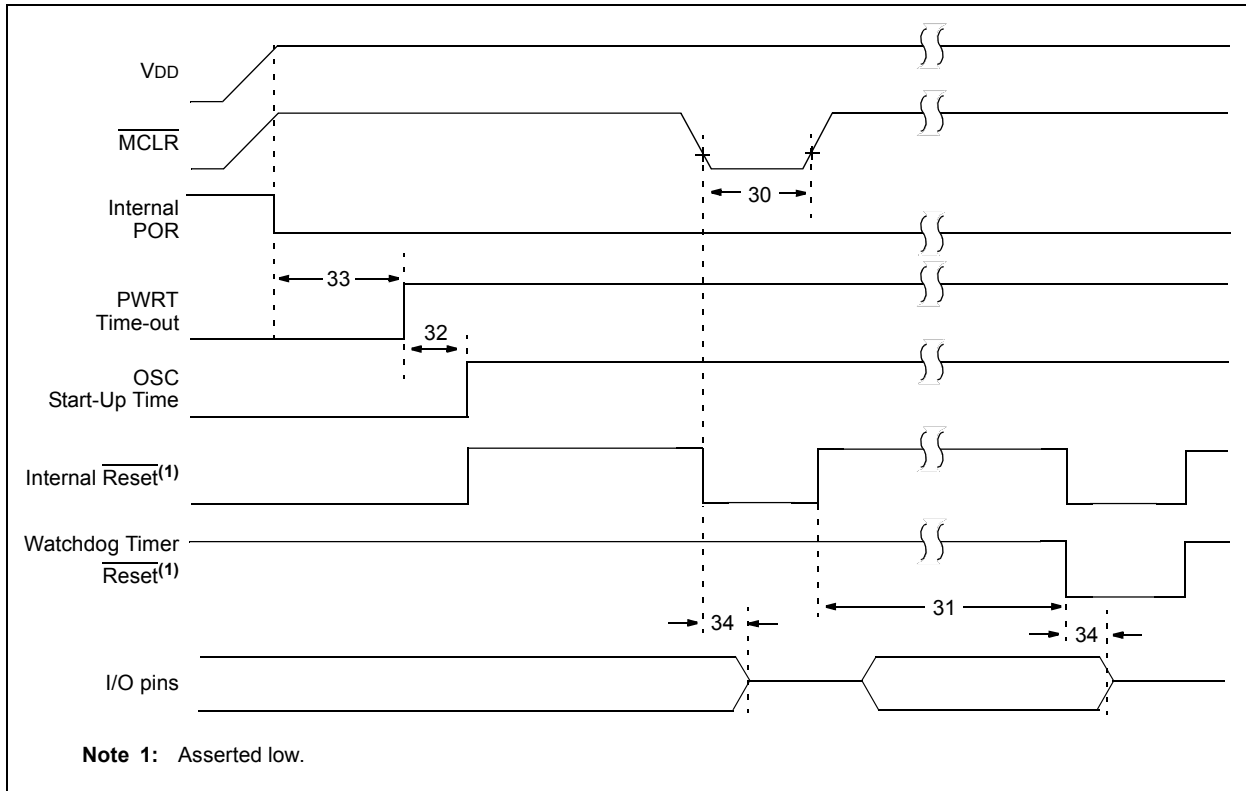 VDD
MCLR
30
Internal
POR
33
PWRT
Time-out
32
OSC
Start-Up Time
Internal Reset(1)
Watchdog Timer
Reset(1)
31
34
34
I/O pins
Note 1: Asserted low.